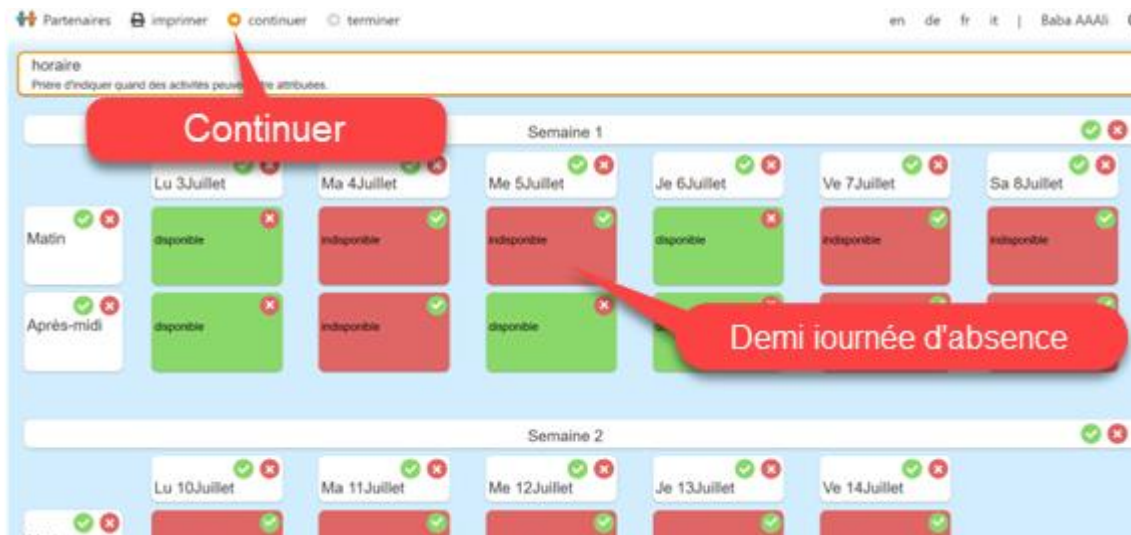 Partenaires imprimer continuer terminer en de fr it | Baba AAAli
horaire
Prière d'indiquer quand des activités peuvent être attribuées.
Continuer
Semaine 1
Lu 3Juillet Ma 4Juillet Me 5Juillet Je 6Juillet Ve 7Juillet Sa 8Juillet
Matin disponible indisponible indisponible disponible indisponible indisponible
Après-midi disponible indisponible disponible
Demi iournée d'absence
Semaine 2
Lu 10Juillet Ma 11Juillet Me 12Juillet Je 13Juillet Ve 14Juillet